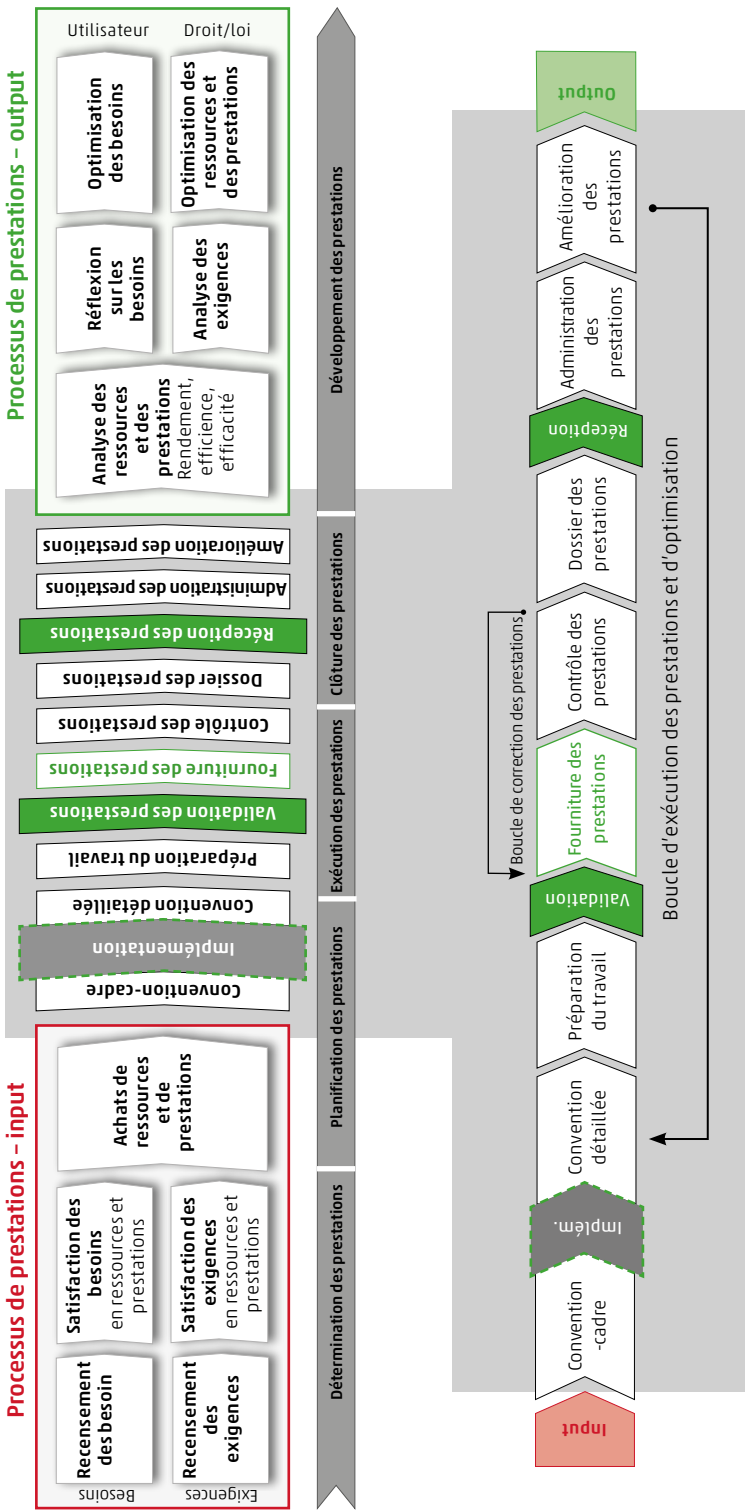 Processus de prestations – input
Besoins
Exigences
Recensement
des besoin
Recensement
des
exigences
Satisfaction des
besoins
en ressources et
prestations
Satisfaction des
exigences
en ressources et
prestations
Achats de
ressources
et de
prestations
Convention-cadre
Implémentation
Convention détaillée
Préparation du travail
Validation des prestations
Fourniture des prestations
Contrôle des prestations
Dossier des prestations
Réception des prestations
Administration des prestations
Amélioration des prestations
Processus de prestations – output
Analyse des
ressources
et des
prestations
Rendement,
efficience,
efficacité
Réflexion
sur les
besoins
Analyse des
exigences
Optimisation
des besoins
Optimisation des
ressources et
des prestations
Utilisateur
Droit/loi
Détermination des prestations
Planification des prestations
Exécution des prestations
Clôture des prestations
Développement des prestations
Boucle de correction des prestations
Input
Convention
-cadre
Implém.
Convention
détaillée
Préparation
du travail
Validation
Fourniture des
prestations
Contrôle des
prestations
Dossier des
prestations
Réception
Administration
des
prestations
Amélioration
des
prestations
Output
Boucle d'exécution des prestations et d'optimisation